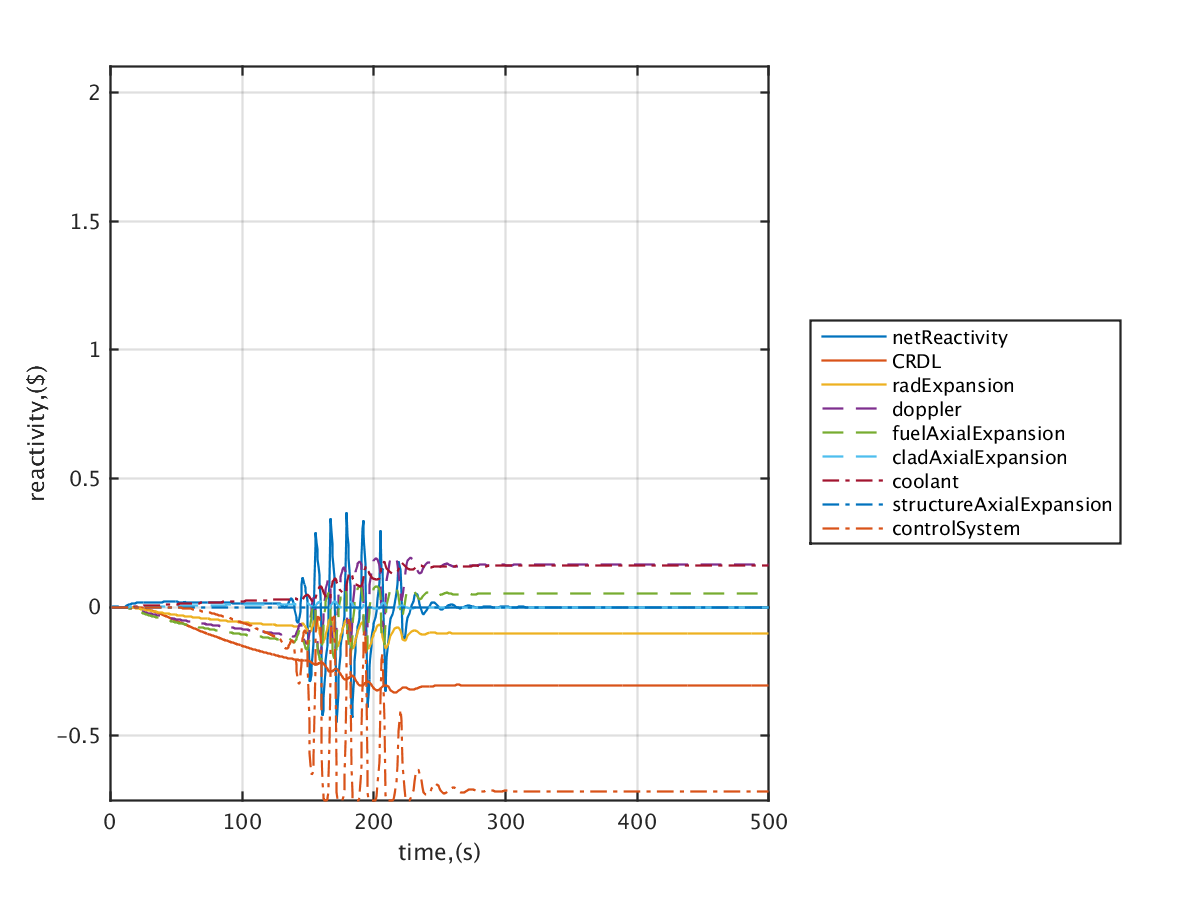 2
1.5
1
0.5
0
−0.5
reactivity,($)
0 100 200 300 400 500
time,(s)
netReactivity
CRDL
radExpansion
doppler
fuelAxialExpansion
cladAxialExpansion
coolant
structureAxialExpansion
controlSystem